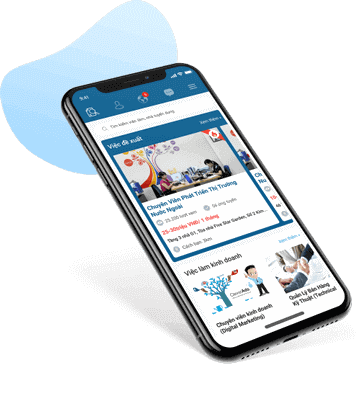 9:41
Tìm kiếm việc làm, nhà tuyển dụng
Việc đề xuất
Xem thêm
Chuyên Viên Phát Triển Thị Trường
Nước Ngoài
23.239 lượt xem
Đã ứng tuyển
25-30triệu VNĐ/ 1 tháng
Tầng 3 nhà G1, Tòa nhà Five Star Garden, Số 2 Kim
Cách bạn: 3km
Việc làm kinh doanh
Xem thêm
Chuyên viên kinh doanh
(Digital Marketing)
Quản Lý Bán Hàng
Kỹ Thuật (Technical